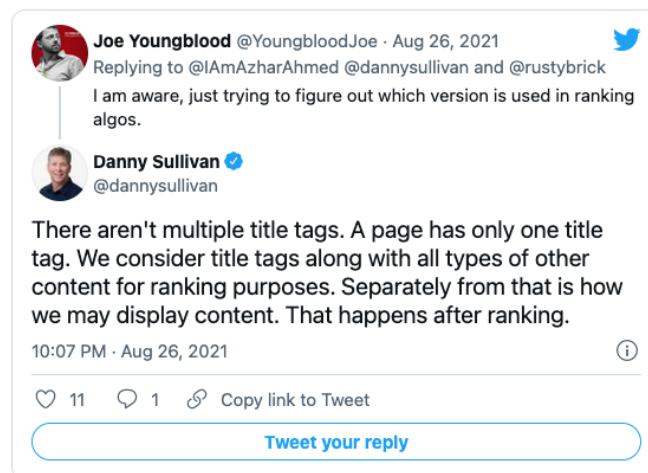 Joe Youngblood @YoungbloodJoe · Aug 26, 2021
Replying to @IAmAzharAhmed @dannysullivan and @rustybrick
I am aware, just trying to figure out which version is used in ranking
algos.
Danny Sullivan
@dannysullivan
There aren't multiple title tags. A page has only one title
tag. We consider title tags along with all types of other
content for ranking purposes. Separately from that is how
we may display content. That happens after ranking.
10:07 PM · Aug 26, 2021
11 1 Copy link to Tweet
Tweet your reply